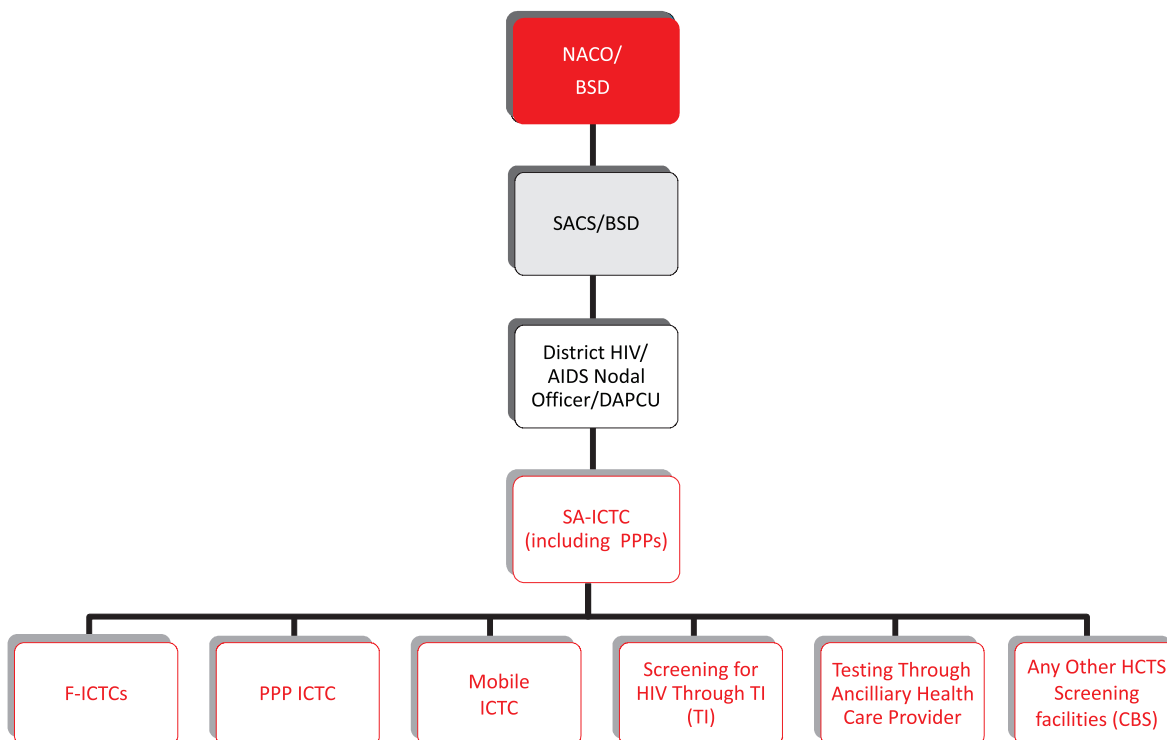 NACO/
BSD
SACS/BSD
District HIV/
AIDS Nodal
Officer/DAPCU
SA-ICTC
(including PPPs)
F-ICTCs
PPP ICTC
Mobile
ICTC
Screening for
HIV Through TI
(TI)
Testing Through
Ancilliary Health
Care Provider
Any Other HCTS
Screening
facilities (CBS)